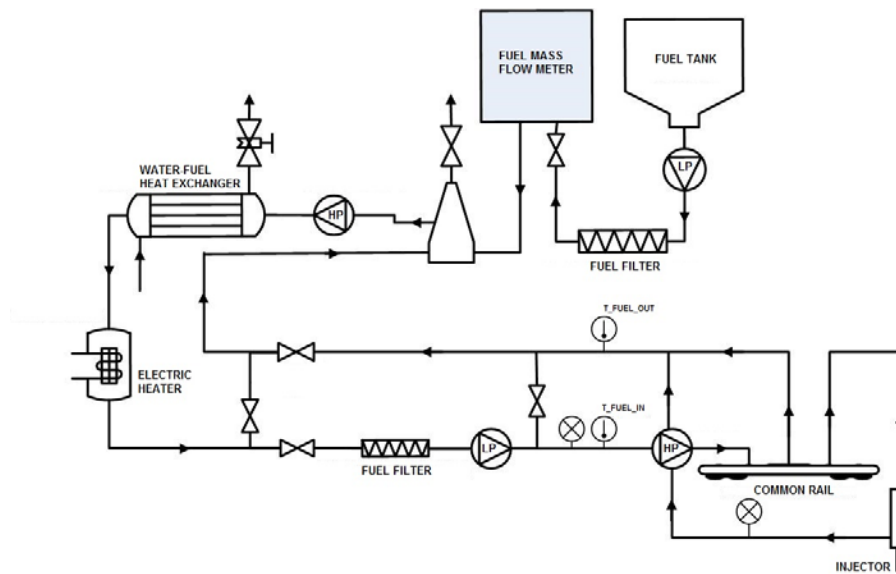 FUEL MASS
FLOW METER
FUEL TANK
WATER-FUEL
HEAT EXCHANGER
LP
HP
FUEL FILTER
T_FUEL_OUT
ELECTRIC
HEATER
T_FUEL_IN
FUEL FILTER
LP
HP
COMMON RAIL
INJECTOR